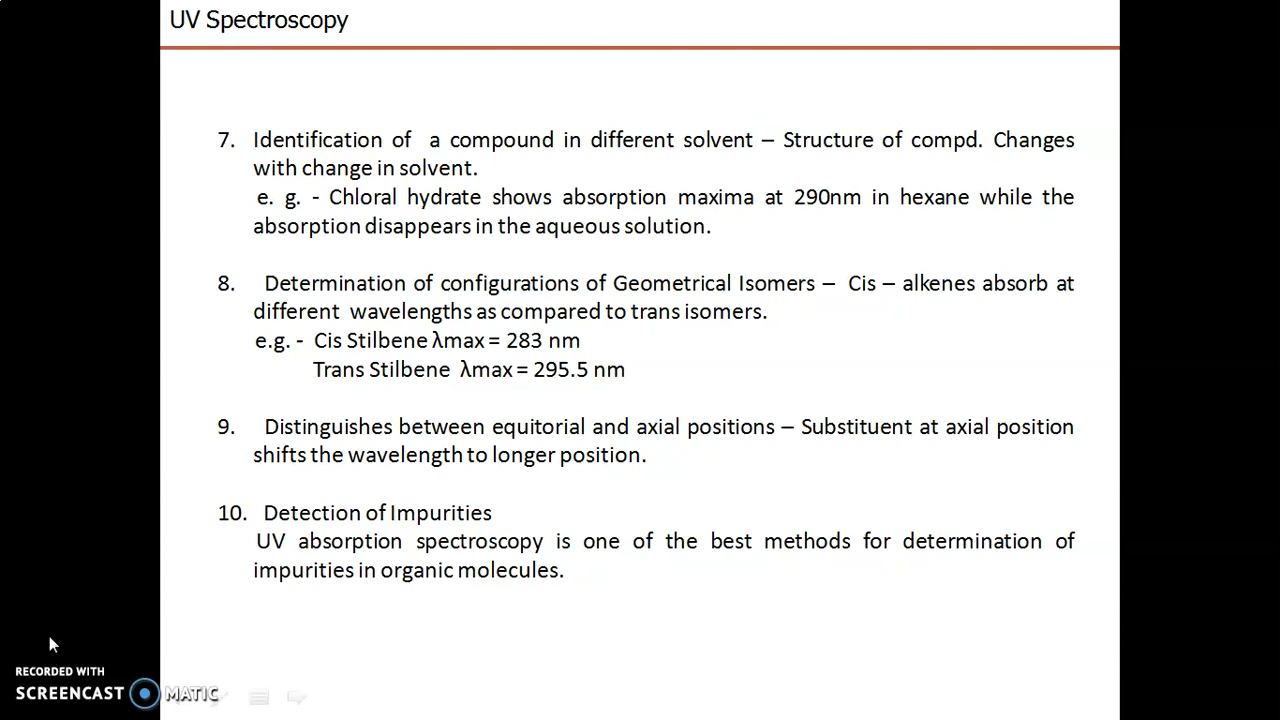 UV Spectroscopy
7. Identification of a compound in different solvent – Structure of compd. Changes
with change in solvent.
e. g. - Chloral hydrate shows absorption maxima at 290nm in hexane while the
absorption disappears in the aqueous solution.
8. Determination of configurations of Geometrical Isomers – Cis – alkenes absorb at
different wavelengths as compared to trans isomers.
e.g. - Cis Stilbene λmax = 283 nm
Trans Stilbene λmax = 295.5 nm
9. Distinguishes between equitorial and axial positions – Substituent at axial position
shifts the wavelength to longer position.
10. Detection of Impurities
UV absorption spectroscopy is one of the best methods for determination of
impurities in organic molecules.
RECORDED WITH
SCREENCAST MATIC